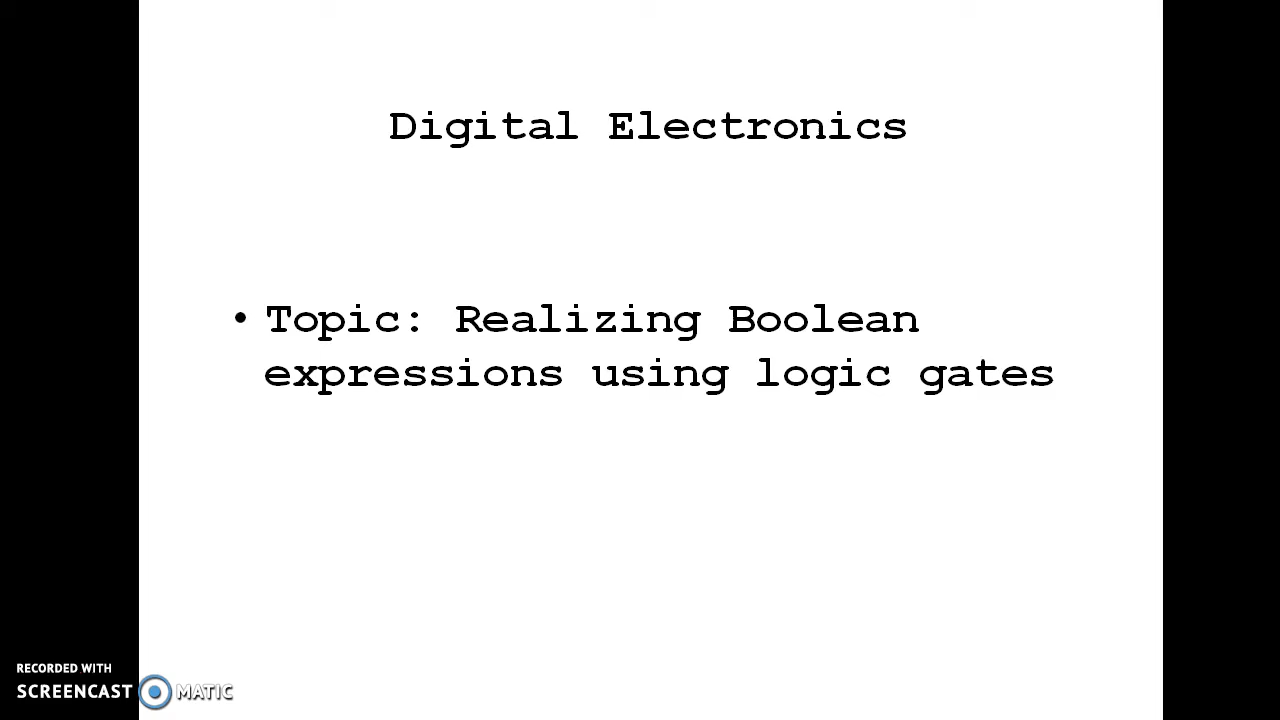 Digital Electronics
• Topic: Realizing Boolean
expressions using logic gates
RECORDED WITH
SCREENCAST MATIC